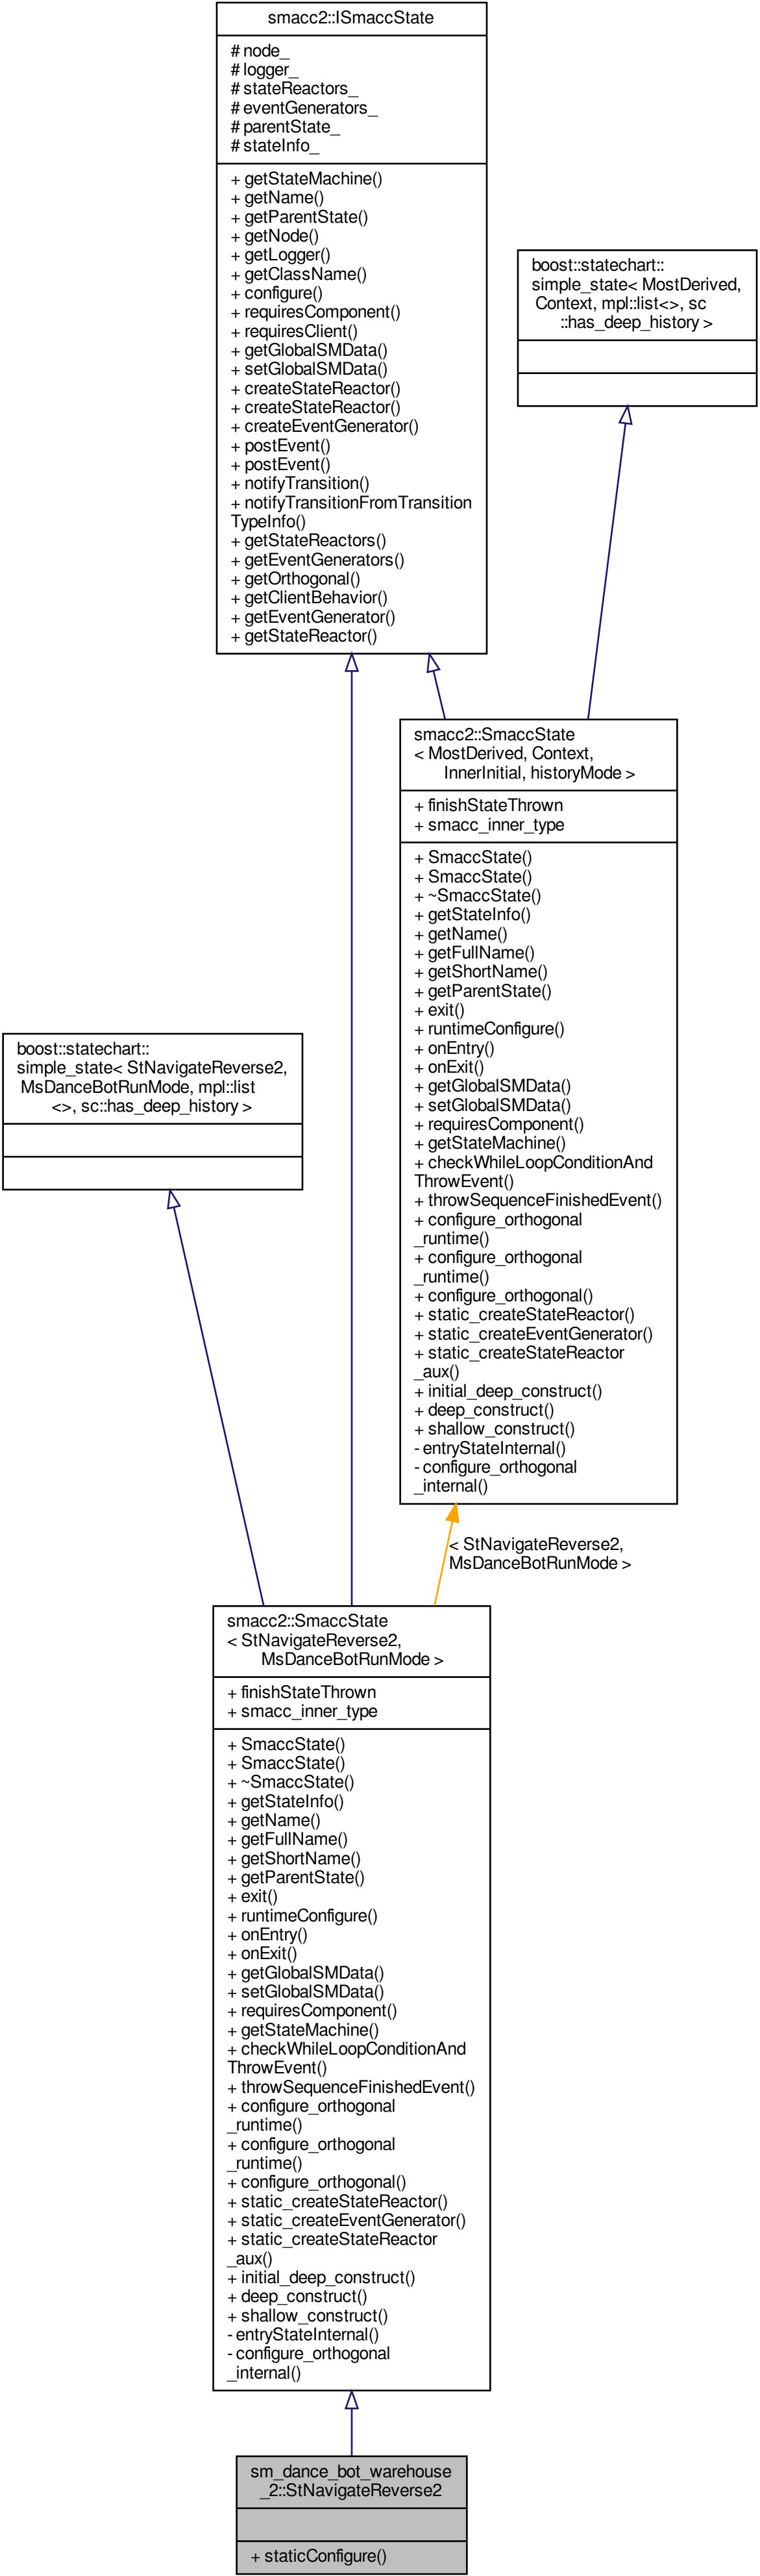 smacc2::ISmaccState
# node_
# logger_
# stateReactors_
# eventGenerators_
# parentState_
# stateInfo_
+ getStateMachine()
+ getName()
+ getParentState()
+ getNode()
+ getLogger()
+ getClassName()
+ configure()
+ requiresComponent()
+ requiresClient()
+ getGlobalSMData()
+ setGlobalSMData()
+ createStateReactor()
+ createStateReactor()
+ createEventGenerator()
+ postEvent()
+ postEvent()
+ notifyTransition()
+ notifyTransitionFromTransition
TypeInfo()
+ getStateReactors()
+ getEventGenerators()
+ getOrthogonal()
+ getClientBehavior()
+ getEventGenerator()
+ getStateReactor()
boost::statechart::
simple_state< MostDerived,
Context, mpl::list<>, sc
::has_deep_history >
smacc2::SmaccState
< MostDerived, Context,
InnerInitial, historyMode >
+ finishStateThrown
+ smacc_inner_type
+ SmaccState()
+ SmaccState()
+ ~SmaccState()
+ getStateInfo()
+ getName()
+ getFullName()
+ getShortName()
+ getParentState()
+ exit()
+ runtimeConfigure()
+ onEntry()
+ onExit()
+ getGlobalSMData()
+ setGlobalSMData()
+ requiresComponent()
+ getStateMachine()
+ checkWhileLoopConditionAnd
ThrowEvent()
+ throwSequenceFinishedEvent()
+ configure_orthogonal
_runtime()
+ configure_orthogonal
_runtime()
+ configure_orthogonal()
+ static_createStateReactor()
+ static_createEventGenerator()
+ static_createStateReactor
_aux()
+ initial_deep_construct()
+ deep_construct()
+ shallow_construct()
- entryStateInternal()
- configure_orthogonal
_internal()
boost::statechart::
simple_state< StNavigateReverse2,
MsDanceBotRunMode, mpl::list
<>, sc::has_deep_history >
< StNavigateReverse2,
MsDanceBotRunMode >
smacc2::SmaccState
< StNavigateReverse2,
MsDanceBotRunMode >
+ finishStateThrown
+ smacc_inner_type
+ SmaccState()
+ SmaccState()
+ ~SmaccState()
+ getStateInfo()
+ getName()
+ getFullName()
+ getShortName()
+ getParentState()
+ exit()
+ runtimeConfigure()
+ onEntry()
+ onExit()
+ getGlobalSMData()
+ setGlobalSMData()
+ requiresComponent()
+ getStateMachine()
+ checkWhileLoopConditionAnd
ThrowEvent()
+ throwSequenceFinishedEvent()
+ configure_orthogonal
_runtime()
+ configure_orthogonal
_runtime()
+ configure_orthogonal()
+ static_createStateReactor()
+ static_createEventGenerator()
+ static_createStateReactor
_aux()
+ initial_deep_construct()
+ deep_construct()
+ shallow_construct()
- entryStateInternal()
- configure_orthogonal
_internal()
sm_dance_bot_warehouse
_2::StNavigateReverse2
+ staticConfigure()